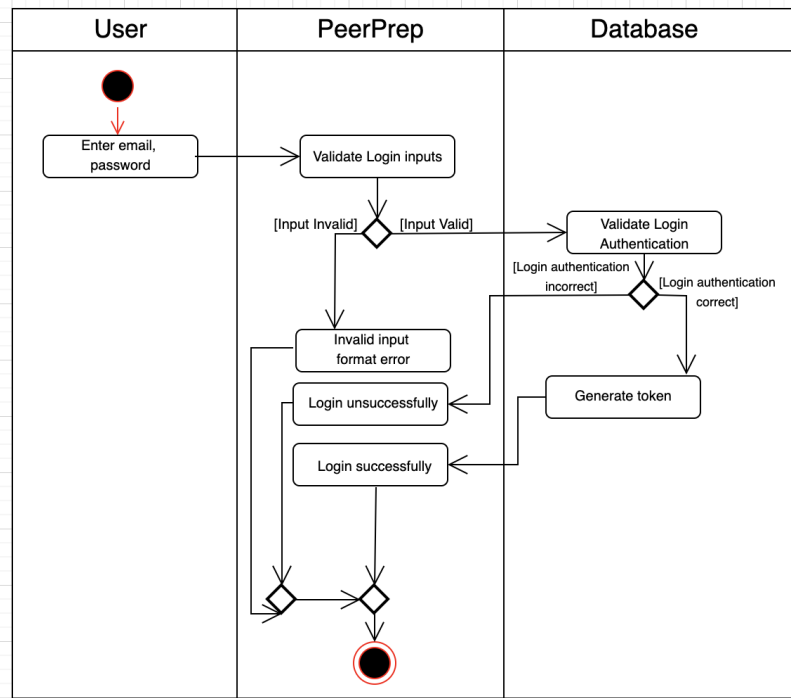 User
PeerPrep
Database
Enter email,
password
Validate Login inputs
[Input Invalid]
[Input Valid]
Validate Login
Authentication
[Login authentication
incorrect]
[Login authentication
correct]
Invalid input
format error
Login unsuccessfully
Generate token
Login successfully